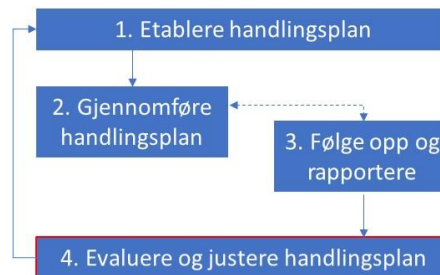 1. Etablere handlingsplan
2. Gjennomføre
handlingsplan
3. Følge opp og
rapportere
4. Evaluere og justere handlingsplan